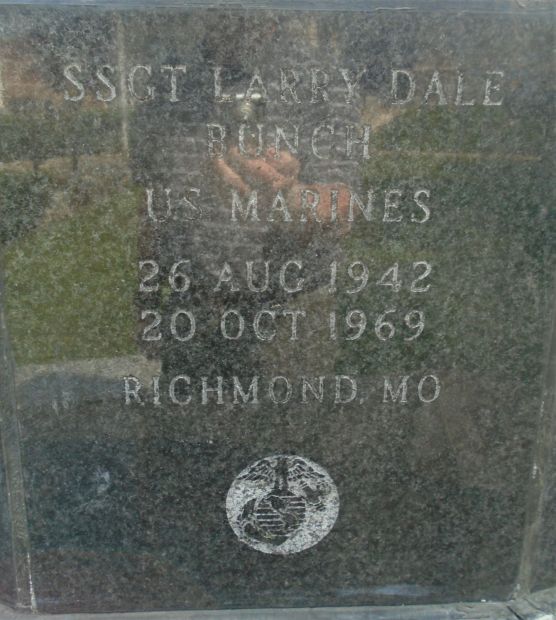 SSGT LARRY DALE
BUNCH
US MARINES
26 AUG 1942
20 OCT 1969
RICHMOND, MO